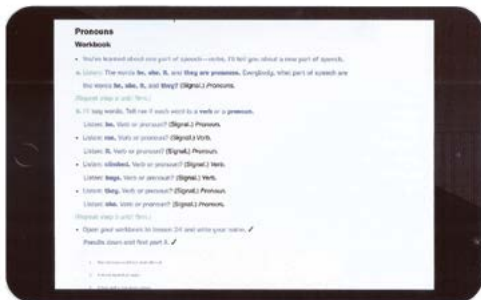 Pronouns
Workbook
• You've learned about one part of speech—verbs. I'll tell you about a new part of speech.
a. Listen: The words he, she, it, and they are pronouns. Everybody, what part of speech are
the words he, she, it, and they? (Signal.) Pronouns.
(Repeat step a until firm.)
b. I'll say words. Tell me if each word is a verb or a pronoun.
Listen: he. Verb or pronoun? (Signal.) Pronoun.
• Listen: Verb or pronoun? (Signal.) Verb.
Listen: it. Verb or pronoun? (Signal.) Pronoun.
• Listen: climbed. Verb or pronoun? (Signal.) Verb.
Listen: Verb or pronoun? (Signal.) Verb.
• Listen: they. Verb or pronoun? (Signal.) Pronoun.
Listen: she. Verb or pronoun? (Signal.) Pronoun.
(Repeat step b until firm.)
• Open your workbook to lesson 24 and write your name. ✓
Pencils down and find part B. ✓